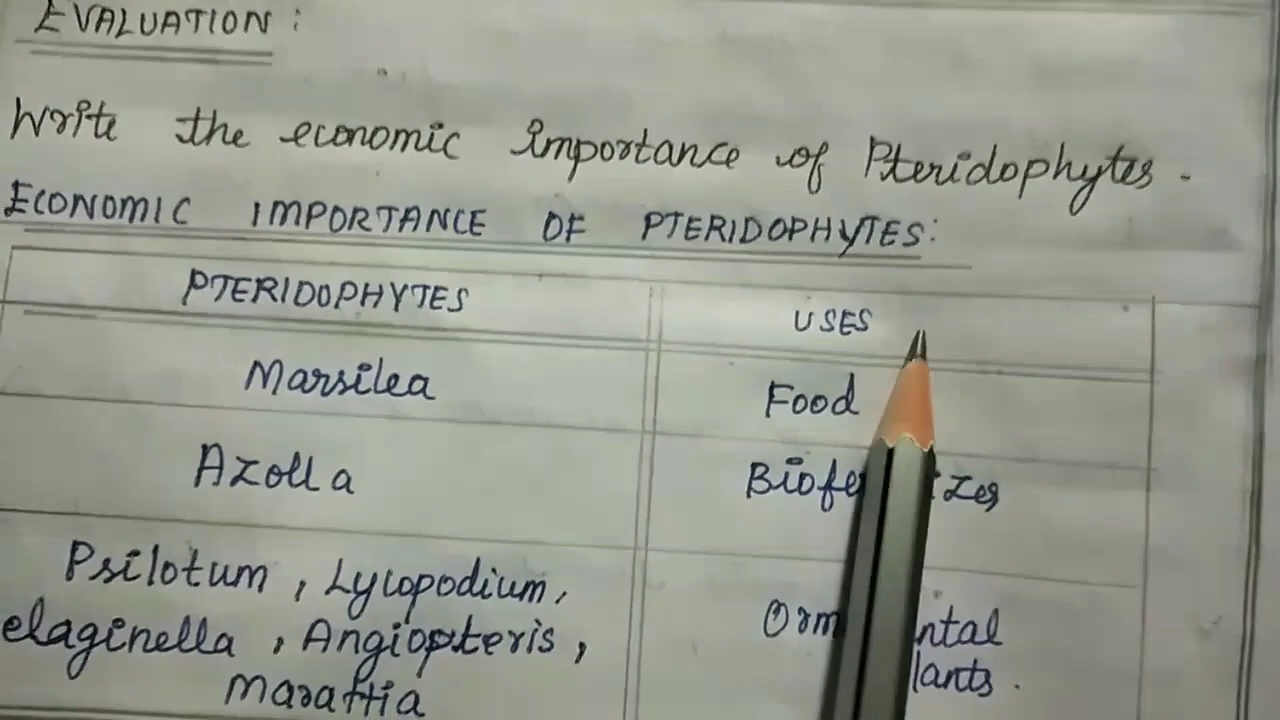 EVALUATION :
Write the economic importance of Pteridophytes.
ECONOMIC IMPORTANCE OF PTERIDOPHYTES:
PTERIDOPHYTES USES
Marsilea Food
Azolla
Psilotum, Lycopodium,
elaginella, Angiopteris,
Marattia lants.